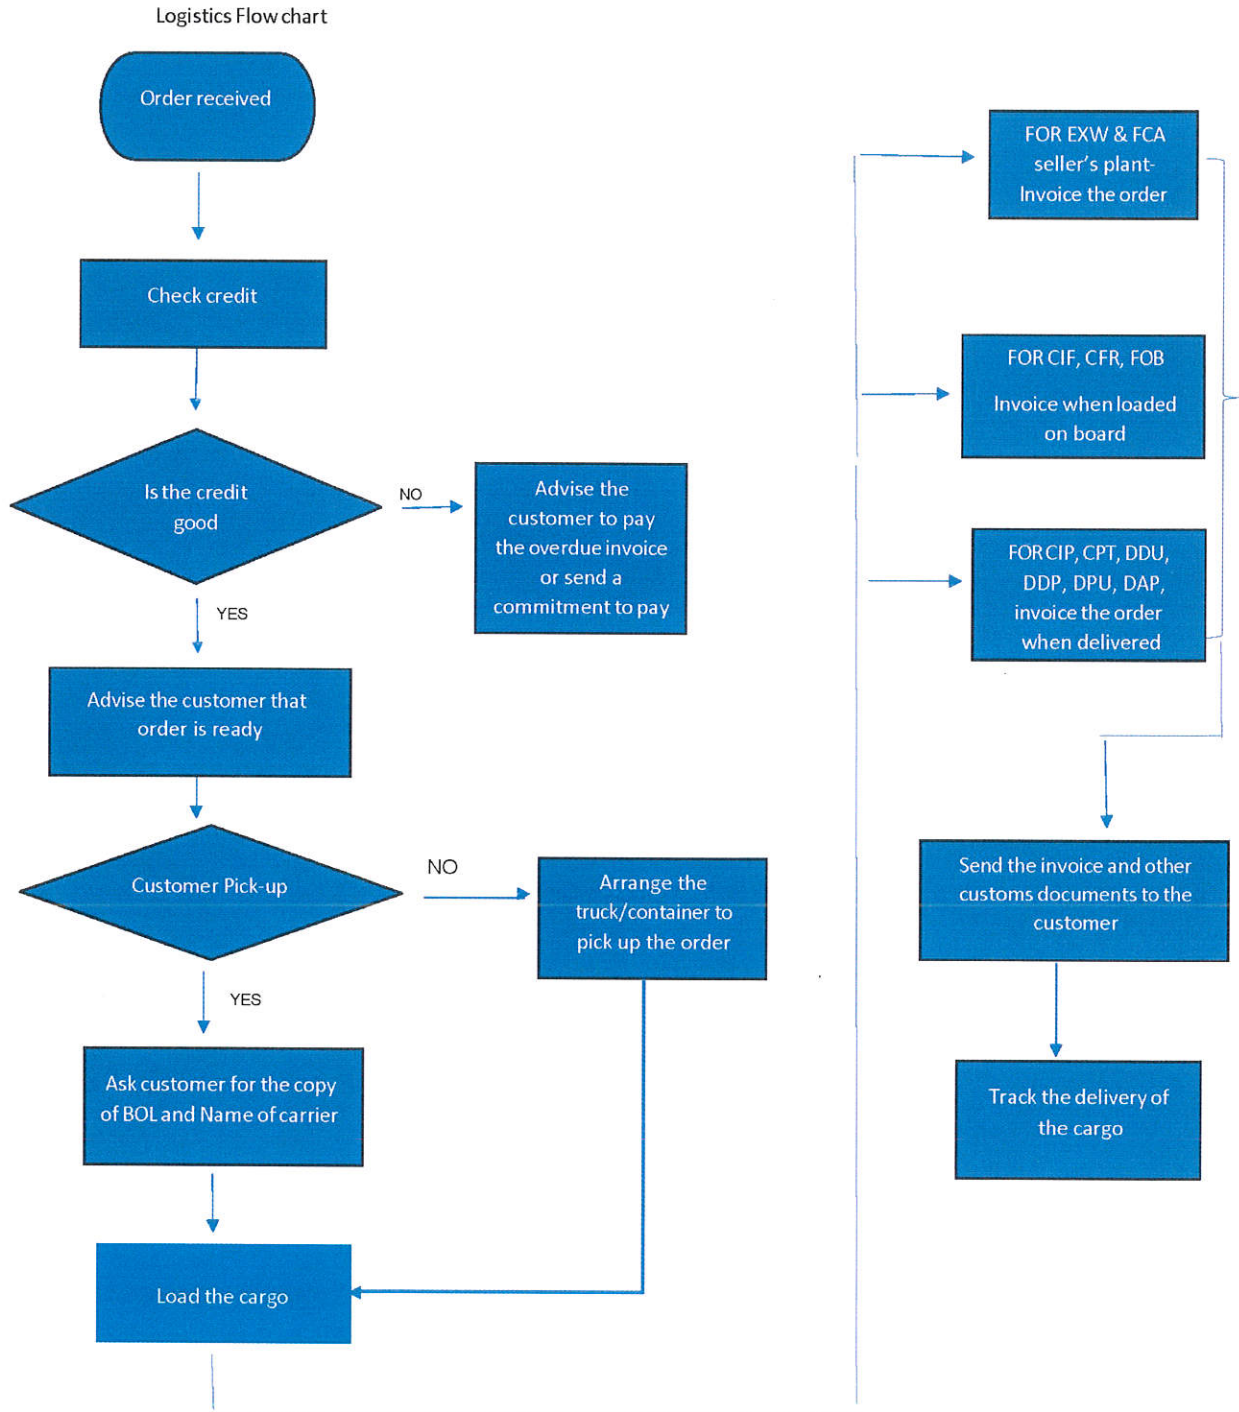 Logistics Flow chart
Order received
Check credit
Is the credit
good
NO
Advise the
customer to pay
the overdue invoice
or send a
commitment to pay
YES
Advise the customer that
order is ready
Customer Pick-up
NO
Arrange the
truck/container to
pick up the order
YES
Ask customer for the copy
of BOL and Name of carrier
Load the cargo
FOR EXW & FCA
seller's plant-
Invoice the order
FOR CIF, CFR, FOB
Invoice when loaded
on board
FOR CIP, CPT, DDU,
DDP, DPU, DAP,
invoice the order
when delivered
Send the invoice and other
customs documents to the
customer
Track the delivery of
the cargo